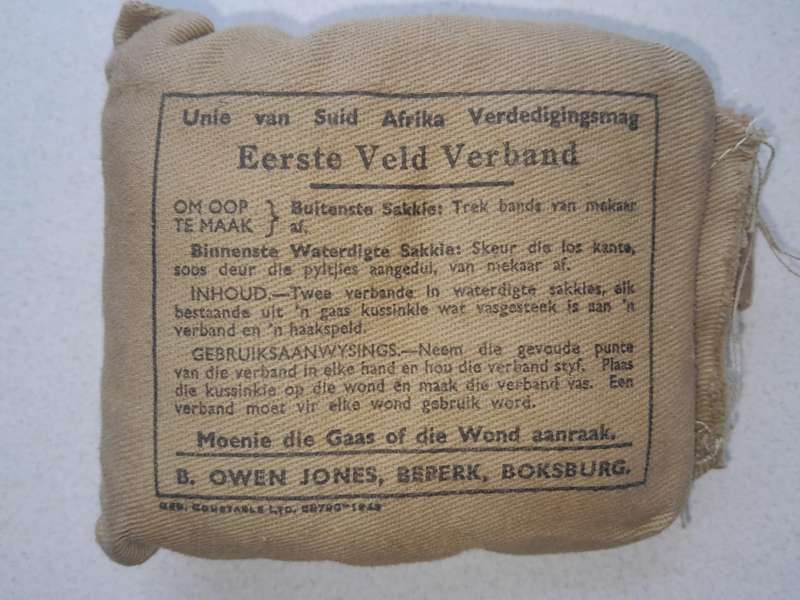 Unie van Suid Afrika Verdedigingsmag
Eerste Veld Verband
OM OOP TE MAAK } Buitenste Sakkie: Trek bands van mekaar af.
Binnenste Waterdigte Sakkie: Skeur die los kante,
soos deur die pyltjies aangedui, van mekaar af.
INHOUD.—Twee verbande in waterdigte sakkies, elk
bestaande uit 'n gaas kussinkie wat vasgesteek is aan 'n
verband en 'n haakspeld.
GEBRUIKSAANWYSINGS.—Neem die gevoude punte
van die verband in elke hand en hou die verband styf. Plaas
die kussinkie op die wond en maak die verband vas. Een
verband moet vir elke wond gebruik word.
Moenie die Gaas of die Wond aanraak.
B. OWEN JONES, BEPERK, BOKSBURG.
GEO. CONSTABLE LTD.